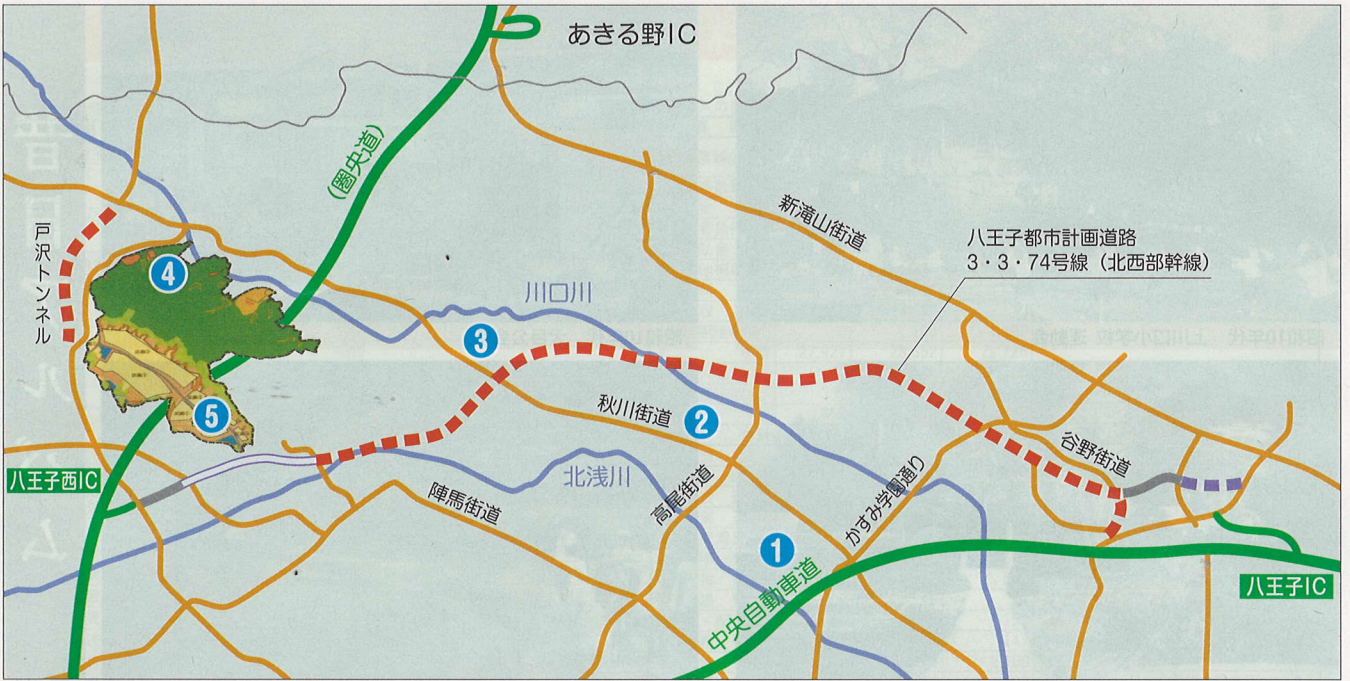 あきる野IC
(圏央道)
新滝山街道
八王子都市計画道路
3・3・74号線(北西部幹線)
戸沢トンネル
4
川口川
3
5
秋川街道
2
谷野街道
八王子西IC
北浅川
陣馬街道
高尾街道
かすみ学園通り
1
中央自動車道
八王子IC